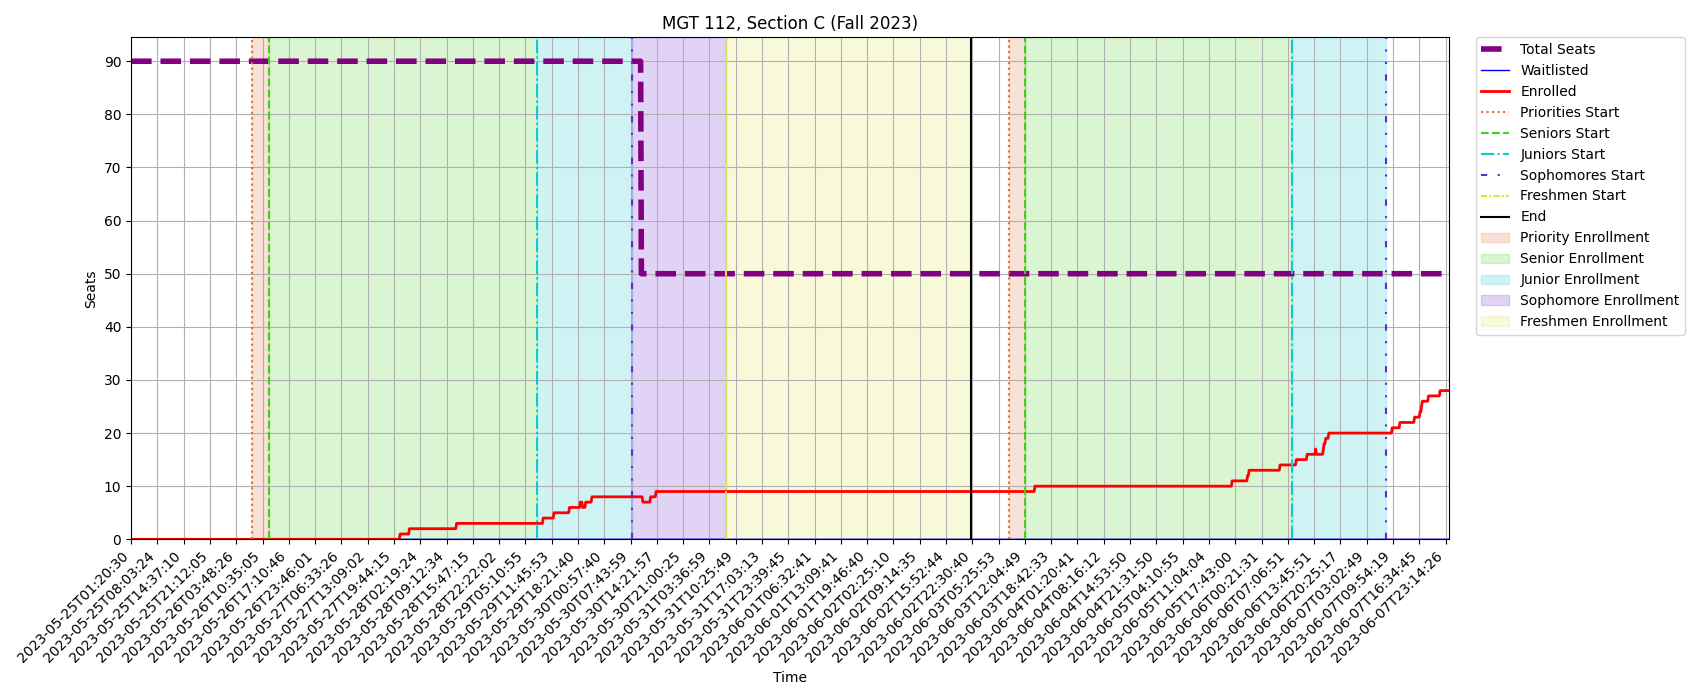 MGT 112, Section C (Fall 2023)
Seats
90
80
70
60
50
40
30
20
10
0
2023-05-25T01:20:30
2023-05-25T08:03:24
2023-05-25T14:37:10
2023-05-25T21:12:05
2023-05-26T03:48:26
2023-05-26T10:35:05
2023-05-26T17:10:46
2023-05-26T23:46:01
2023-05-27T06:33:26
2023-05-27T13:09:02
2023-05-27T19:44:15
2023-05-28T02:19:24
2023-05-28T09:12:34
2023-05-28T15:47:15
2023-05-28T22:22:02
2023-05-29T05:10:55
2023-05-29T11:45:53
2023-05-29T18:21:40
2023-05-30T00:57:40
2023-05-30T07:43:59
2023-05-30T14:21:57
2023-05-30T21:00:25
2023-05-31T03:36:59
2023-05-31T10:25:49
2023-05-31T17:03:13
2023-05-31T23:39:45
2023-06-01T06:32:41
2023-06-01T13:09:41
2023-06-01T19:46:40
2023-06-02T02:25:10
2023-06-02T09:14:35
2023-06-02T15:52:44
2023-06-02T22:30:40
2023-06-03T05:25:53
2023-06-03T12:04:49
2023-06-03T18:42:33
2023-06-04T01:20:41
2023-06-04T08:16:12
2023-06-04T14:53:50
2023-06-04T21:31:50
2023-06-05T04:10:55
2023-06-05T11:04:04
2023-06-05T17:43:00
2023-06-06T00:21:31
2023-06-06T07:06:51
2023-06-06T13:45:51
2023-06-06T20:25:17
2023-06-07T03:02:49
2023-06-07T09:54:19
2023-06-07T16:34:45
2023-06-07T23:14:26
Time
Total Seats
Waitlisted
Enrolled
Priorities Start
Seniors Start
Juniors Start
Sophomores Start
Freshmen Start
End
Priority Enrollment
Senior Enrollment
Junior Enrollment
Sophomore Enrollment
Freshmen Enrollment